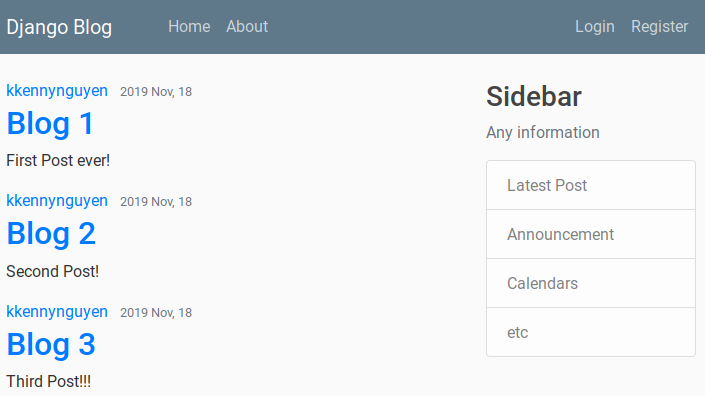 Django Blog Home About Login Register
kkennynguyen 2019 Nov, 18
Blog 1
First Post ever!
kkennynguyen 2019 Nov, 18
Blog 2
Second Post!
kkennynguyen 2019 Nov, 18
Blog 3
Third Post!!!
Sidebar
Any information
Latest Post
Announcement
Calendars
etc